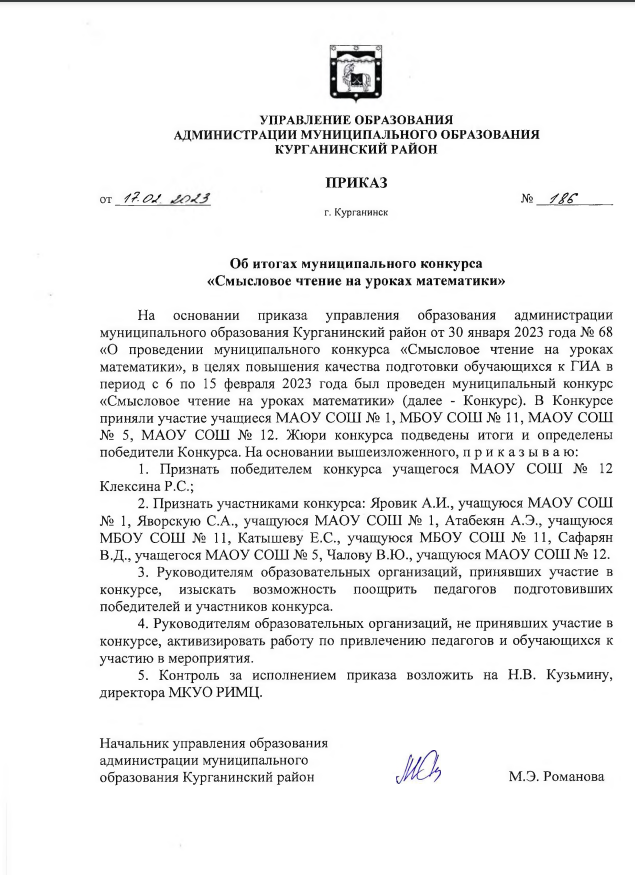 УПРАВЛЕНИЕ ОБРАЗОВАНИЯ
АДМИНИСТРАЦИИ МУНИЦИПАЛЬНОГО ОБРАЗОВАНИЯ
КУРГАНИНСКИЙ РАЙОН
ПРИКАЗ
от 17.02.2023 № 186
г. Курганинск
Об итогах муниципального конкурса
«Смысловое чтение на уроках математики»
На основании приказа управления образования администрации
муниципального образования Курганинский район от 30 января 2023 года № 68
«О проведении муниципального конкурса «Смысловое чтение на уроках
математики», в целях повышения качества подготовки обучающихся к ГИА в
период с 6 по 15 февраля 2023 года был проведен муниципальный конкурс
«Смысловое чтение на уроках математики» (далее - Конкурс). В Конкурсе
приняли участие учащиеся МАОУ СОШ № 1, МБОУ СОШ № 11, МАОУ СОШ
№ 5, МАОУ СОШ № 12. Жюри конкурса подведены итоги и определены
победители Конкурса. На основании вышеизложенного, п р и к а з ы в а ю:
1. Признать победителем конкурса учащегося МАОУ СОШ № 12
Клексина Р.С.;
2. Признать участниками конкурса: Яровик А.И., учащуюся МАОУ СОШ
№ 1, Яворскую С.А., учащуюся МАОУ СОШ № 1, Атабекян А.Э., учащуюся
МБОУ СОШ № 11, Катышеву Е.С., учащуюся МБОУ СОШ № 11, Сафарян
В.Д., учащегося МАОУ СОШ № 5, Чалову В.Ю., учащуюся МАОУ СОШ № 12.
3. Руководителям образовательных организаций, принявших участие в
конкурсе, изыскать возможность поощрить педагогов подготовивших
победителей и участников конкурса.
4. Руководителям образовательных организаций, не принявших участие в
конкурсе, активизировать работу по привлечению педагогов и обучающихся к
участию в мероприятия.
5. Контроль за исполнением приказа возложить на Н.В. Кузьмину,
директора МКУО РИМЦ.
Начальник управления образования
администрации муниципального
образования Курганинский район М.Э. Романова